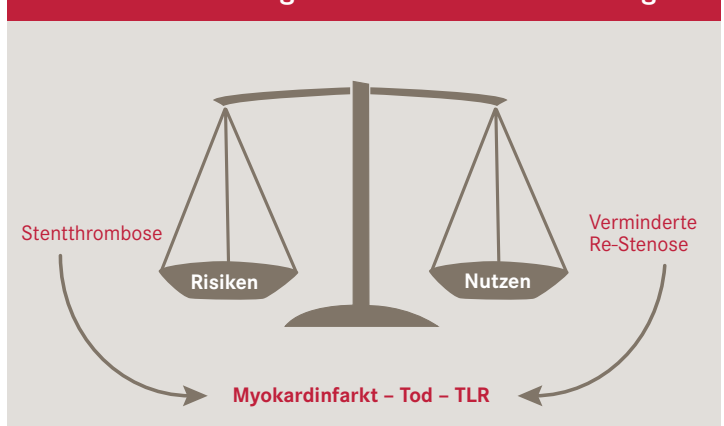 Stentthrombose
Verminderte
Re-Stenose
Risiken
Nutzen
Myokardinfarkt – Tod – TLR